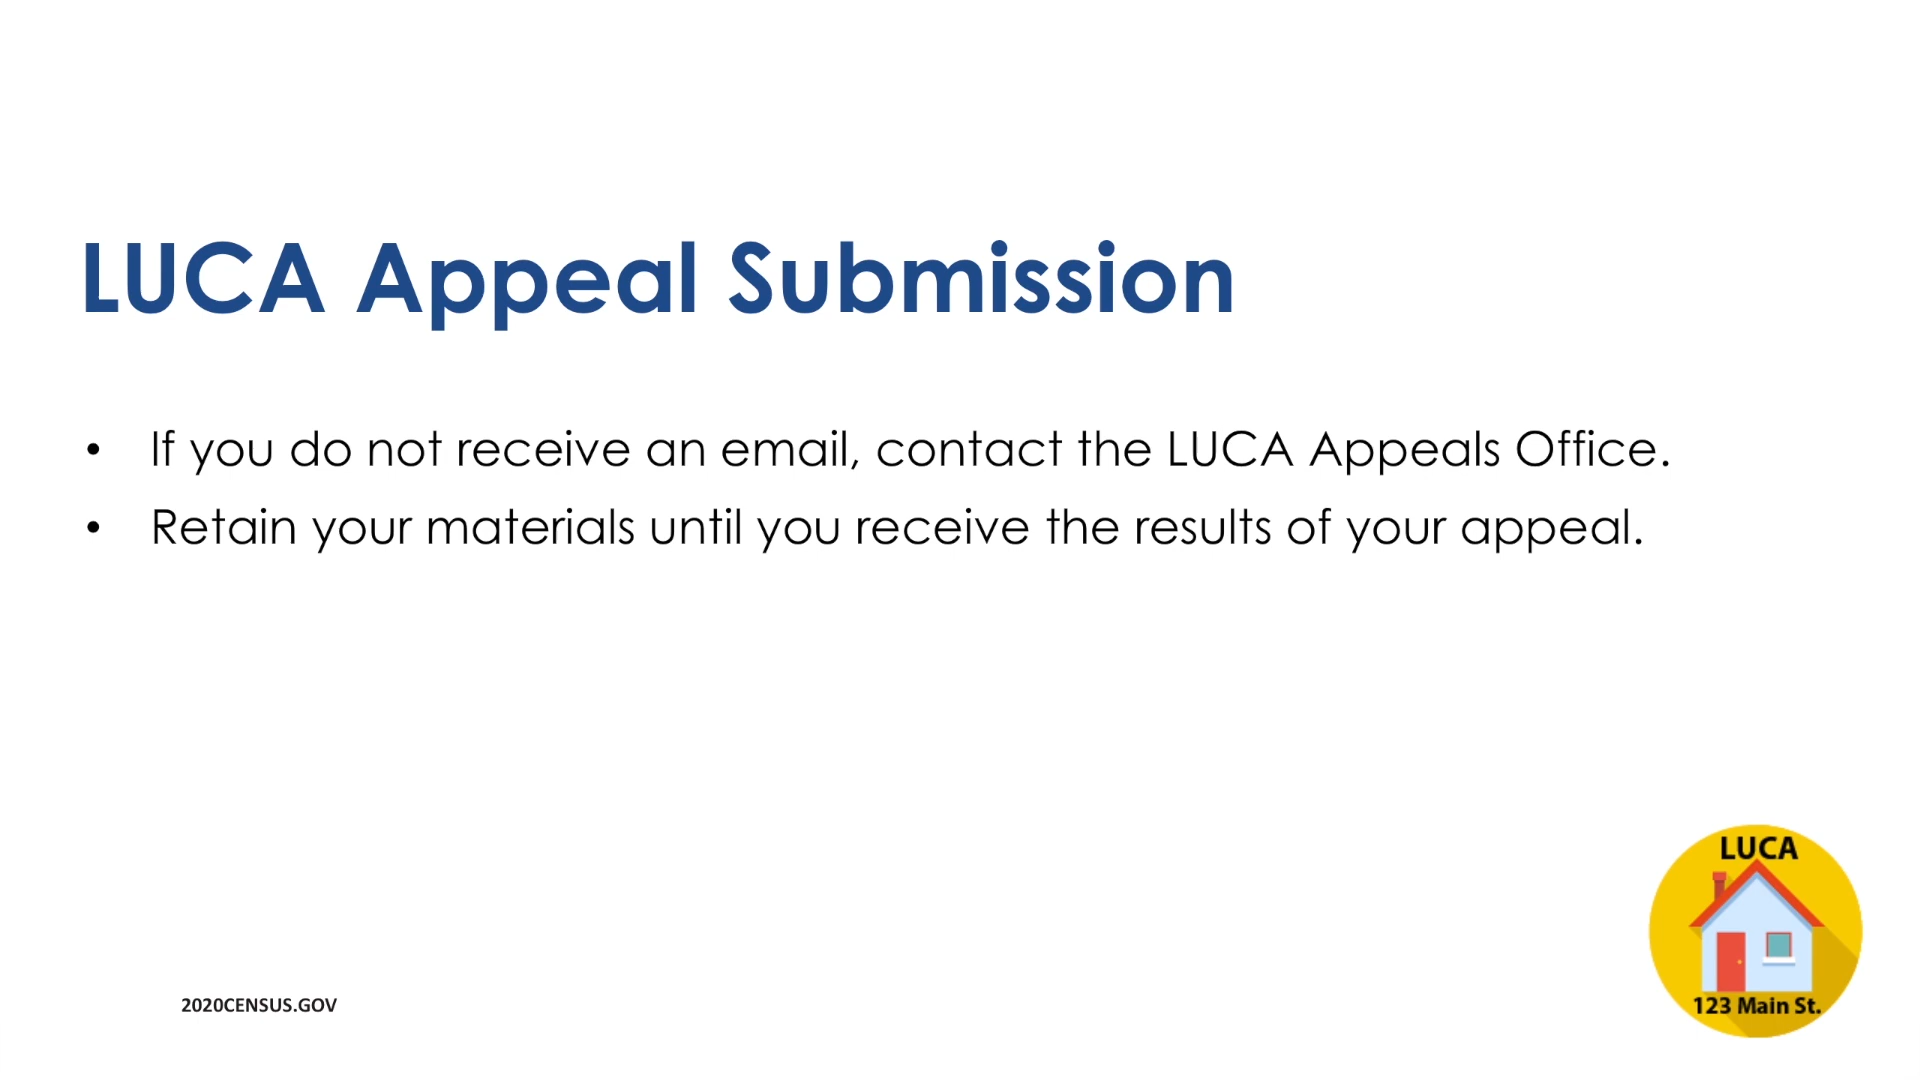 LUCA Appeal Submission
• If you do not receive an email, contact the LUCA Appeals Office.
• Retain your materials until you receive the results of your appeal.
LUCA
123 Main St.
2020CENSUS.GOV